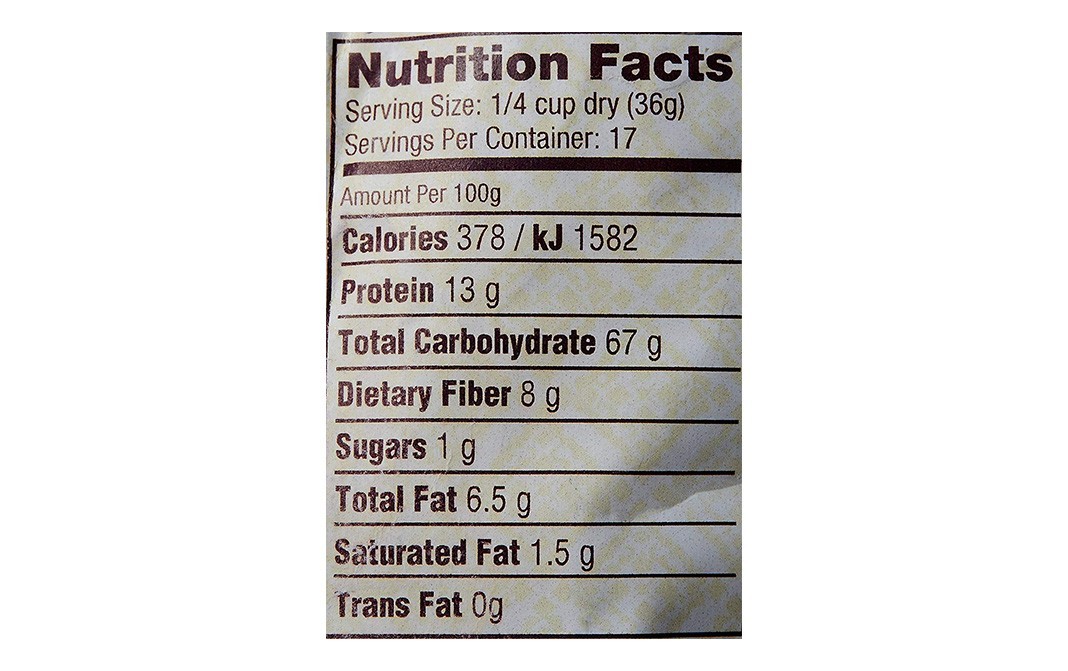 Nutrition Facts
Serving Size: 1/4 cup dry (36g)
Servings Per Container: 17
Amount Per 100g
Calories 378 / kJ 1582
Protein 13 g
Total Carbohydrate 67 g
Dietary Fiber 8 g
Sugars 1 g
Total Fat 6.5 g
Saturated Fat 1.5 g
Trans Fat 0g